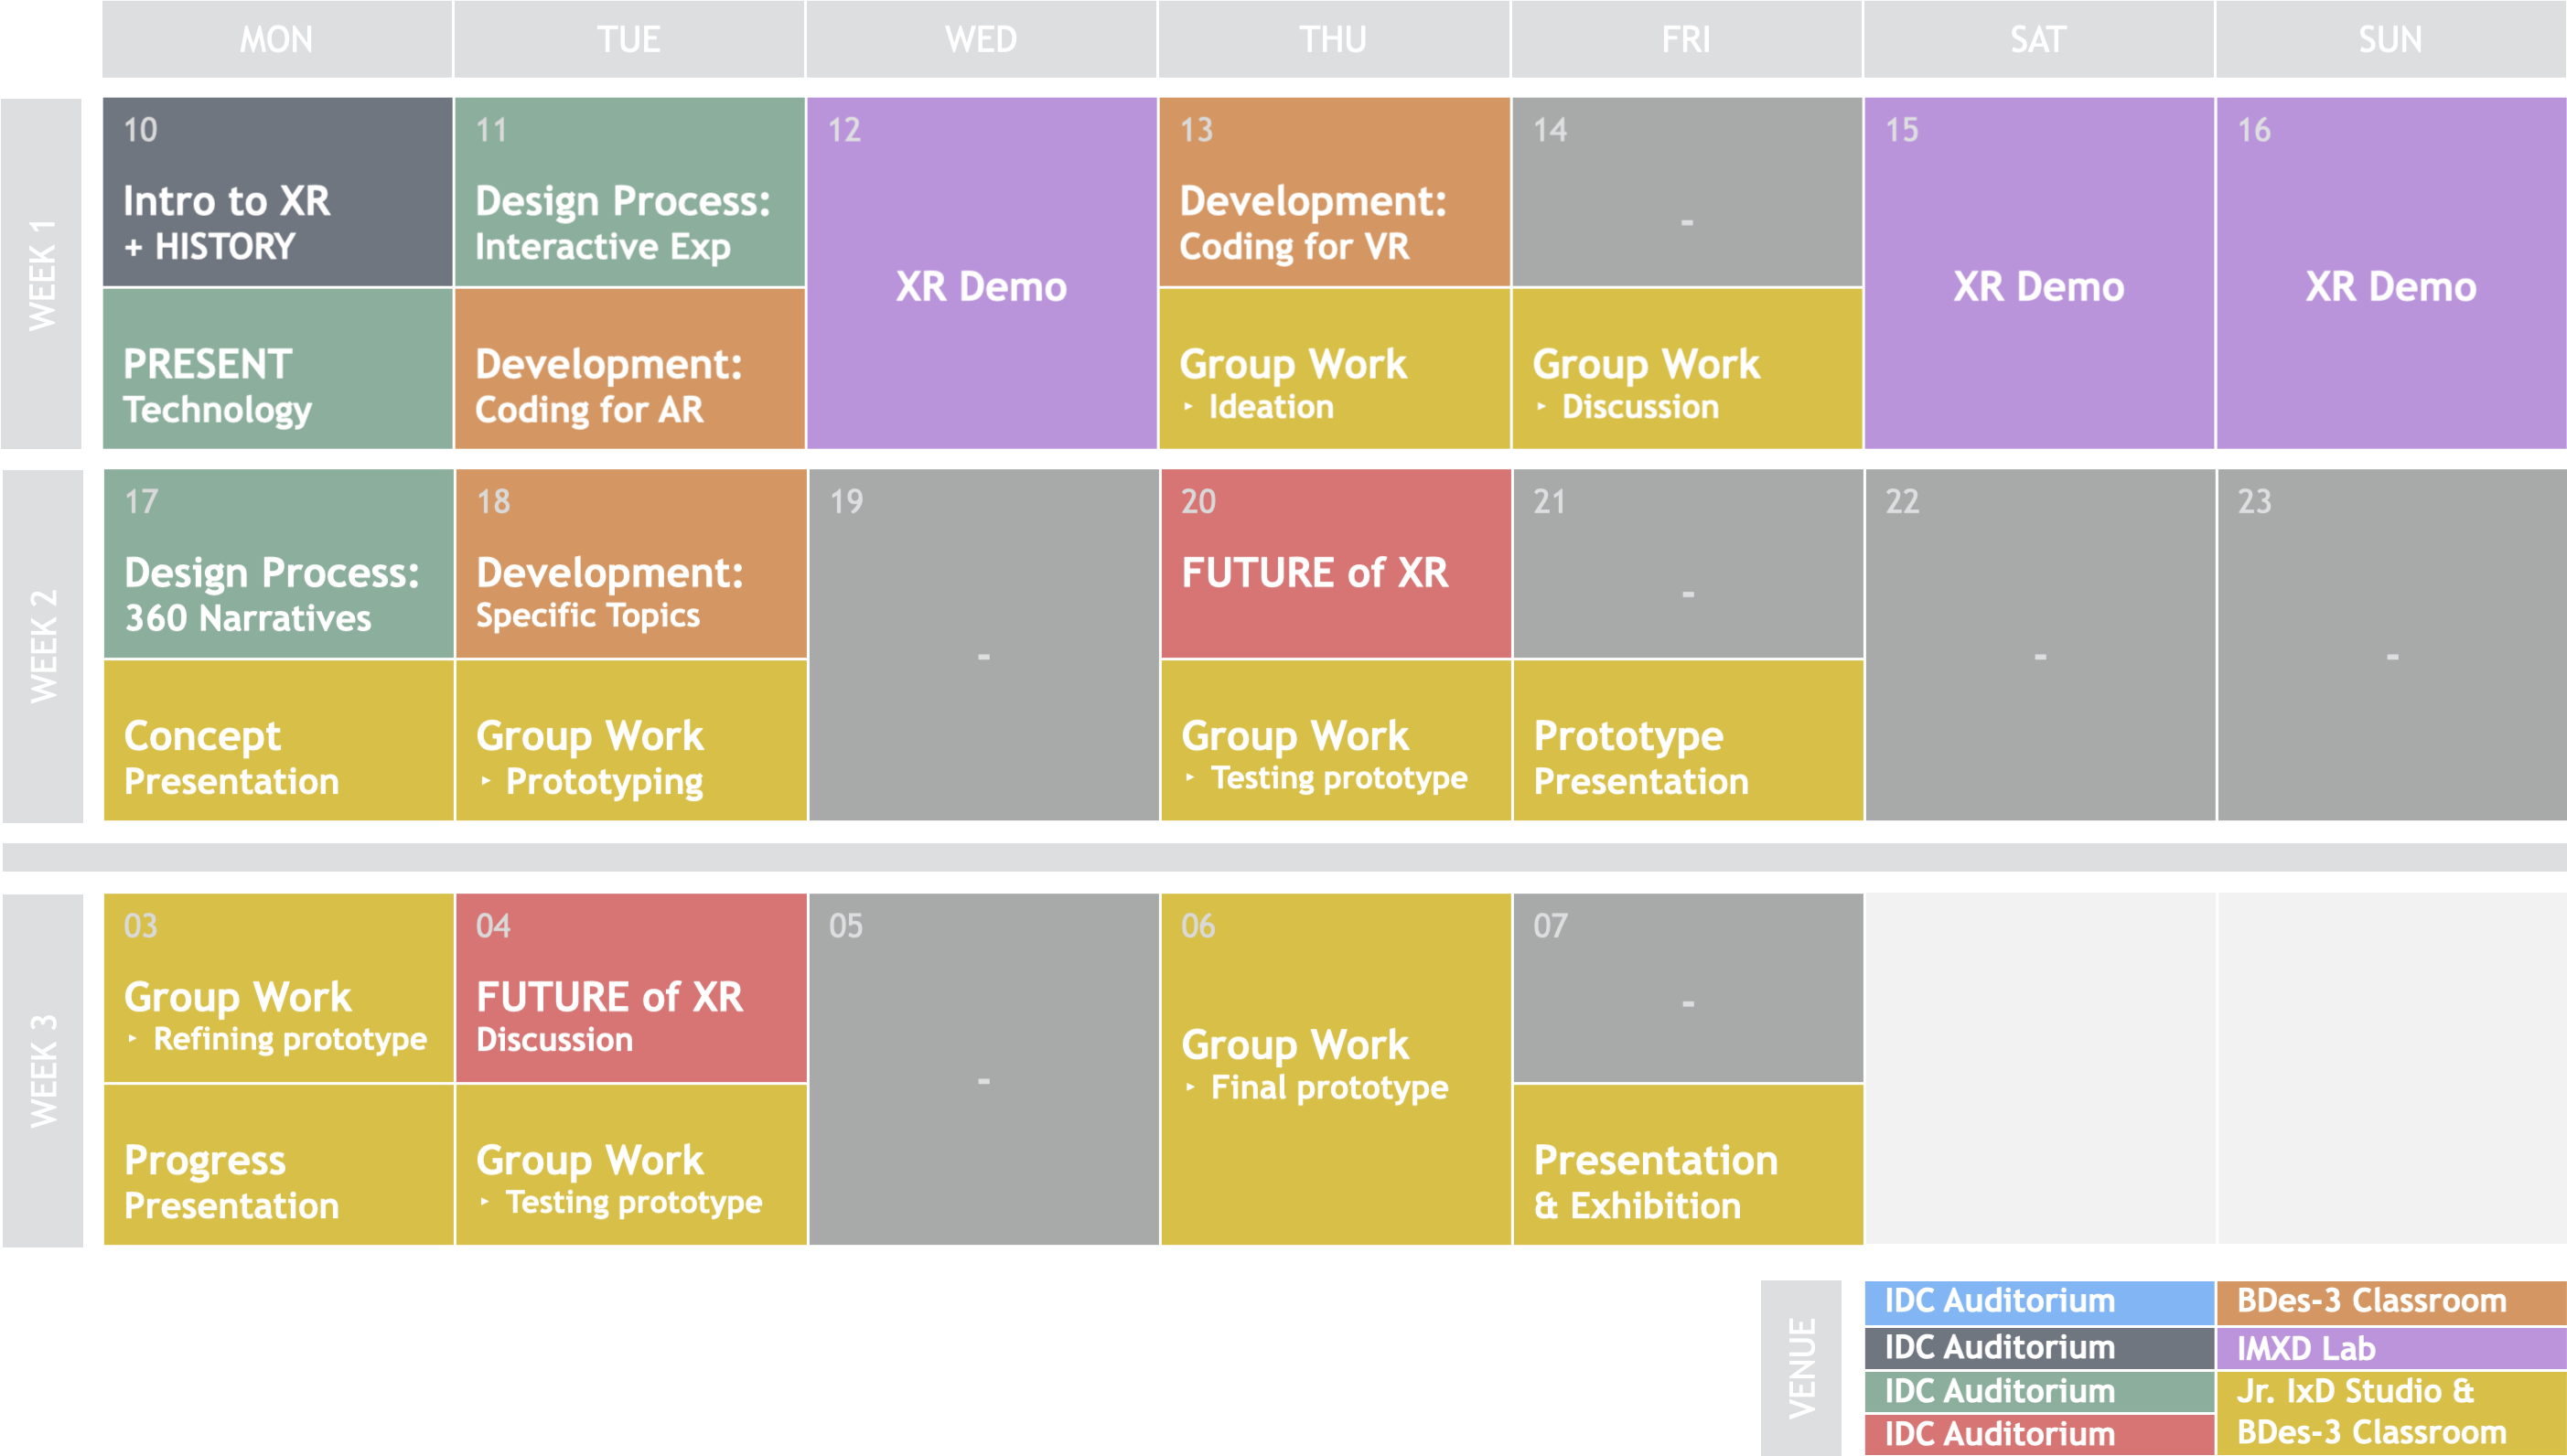 MON TUE WED THU FRI SAT SUN
WEEK 1
10
Intro to XR
+ HISTORY
PRESENT
Technology
11
Design Process:
Interactive Exp
Development:
Coding for AR
12
XR Demo
13
Development:
Coding for VR
Group Work
‣ Ideation
14
-
Group Work
‣ Discussion
15
XR Demo
16
XR Demo
WEEK 2
17
Design Process:
360 Narratives
Concept
Presentation
18
Development:
Specific Topics
Group Work
‣ Prototyping
19
-
20
FUTURE of XR
Group Work
‣ Testing prototype
21
-
Prototype
Presentation
22
-
23
-
WEEK 3
03
Group Work
‣ Refining prototype
Progress
Presentation
04
FUTURE of XR
Discussion
Group Work
‣ Testing prototype
05
-
06
Group Work
‣ Final prototype
07
-
Presentation
& Exhibition
VENUE
IDC Auditorium
IDC Auditorium
IDC Auditorium
IDC Auditorium
BDes-3 Classroom
IMXD Lab
Jr. IxD Studio &
BDes-3 Classroom